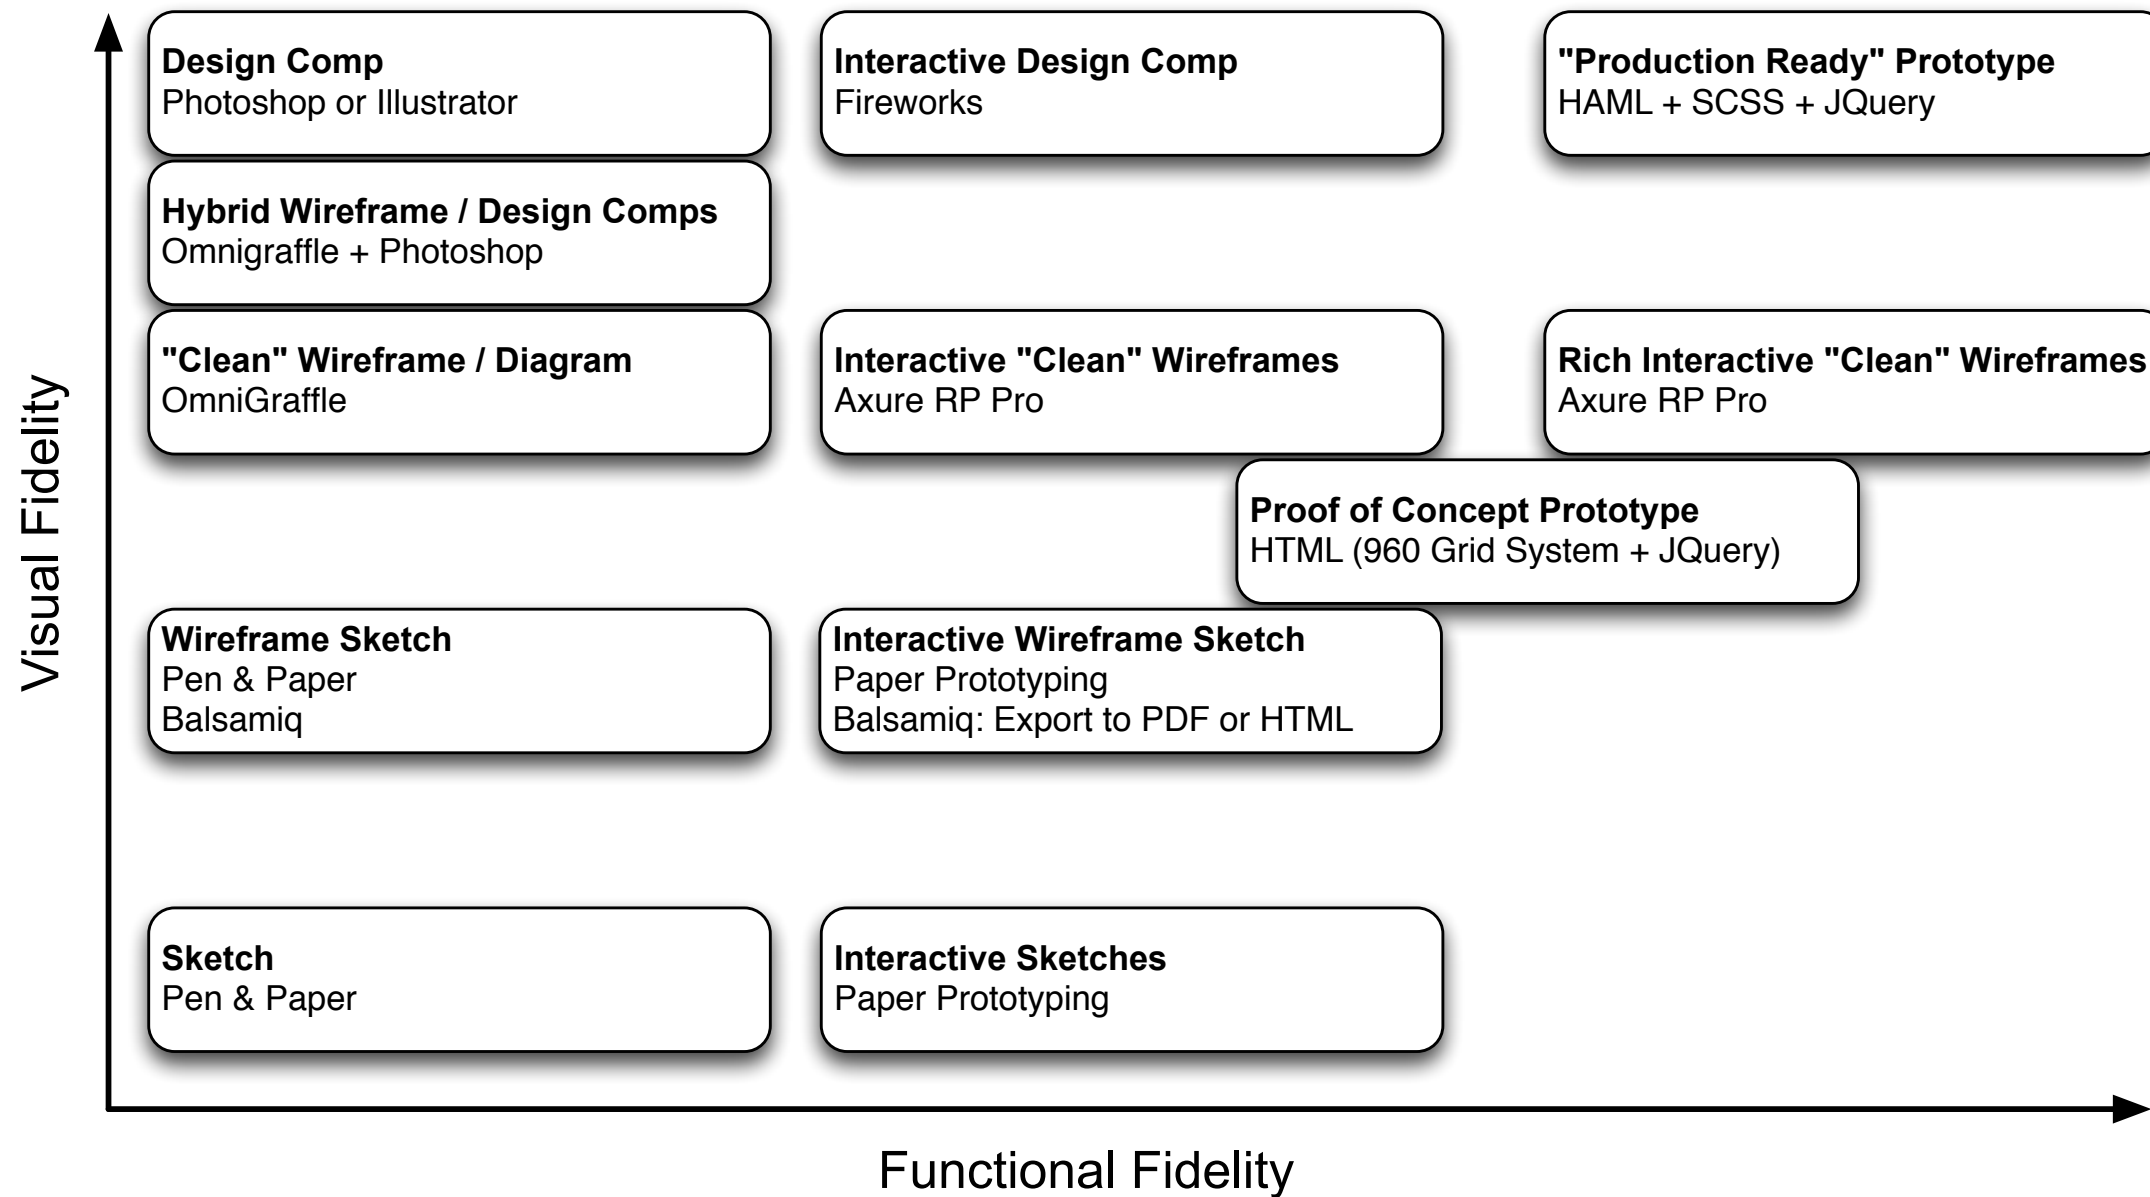 Design Comp
Photoshop or Illustrator
Interactive Design Comp
Fireworks
"Production Ready" Prototype
HAML + SCSS + JQuery
Hybrid Wireframe / Design Comps
Omnigraffle + Photoshop
"Clean" Wireframe / Diagram
OmniGraffle
Interactive "Clean" Wireframes
Axure RP Pro
Rich Interactive "Clean" Wireframes
Axure RP Pro
Proof of Concept Prototype
HTML (960 Grid System + JQuery)
Visual Fidelity
Wireframe Sketch
Pen & Paper
Balsamiq
Interactive Wireframe Sketch
Paper Prototyping
Balsamiq: Export to PDF or HTML
Sketch
Pen & Paper
Interactive Sketches
Paper Prototyping
Functional Fidelity